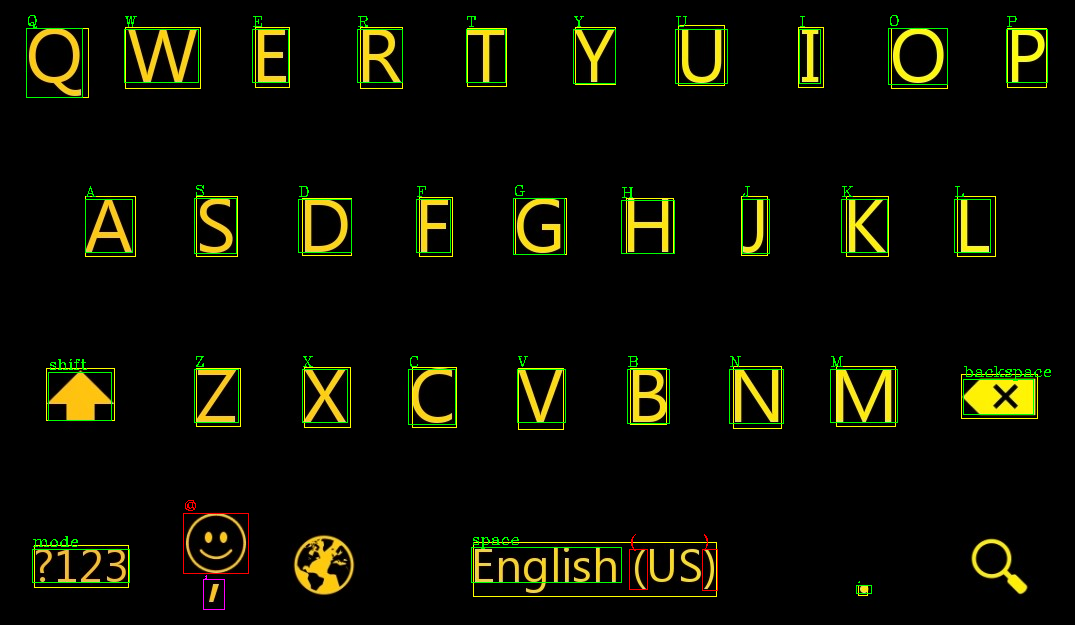 Q W E R T Y U I O P
Q W E R T Y U I O P
A S D F G H J K L
A S D F G H J K L
shift Z X C V B N M backspace
Z X C V B N M
@
mode space ( )
?123 , English (US) .